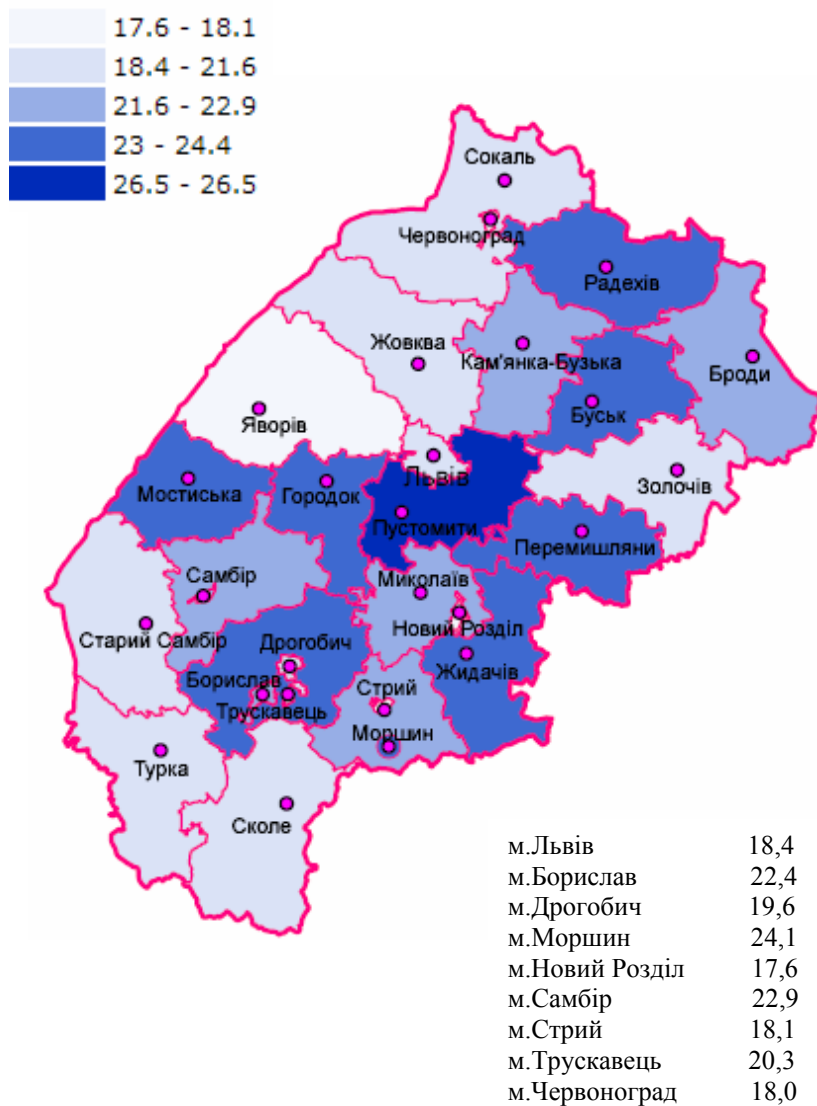 17.6 - 18.1
18.4 - 21.6
21.6 - 22.9
23 - 24.4
26.5 - 26.5
Сокаль
Червоноград
Радехів
Жовква
Кам'янка-Бузька
Броди
Яворів
Буськ
Львів
Мостиська
Городок
Золочів
Пустомити
Перемишляни
Самбір
Миколаїв
Новий Розділ
Старий Самбір
Дрогобич
Жидачів
Борислав
Стрий
Трускавець
Моршин
Турка
Сколе
м.Львів 18,4
м.Борислав 22,4
м.Дрогобич 19,6
м.Моршин 24,1
м.Новий Розділ 17,6
м.Самбір 22,9
м.Стрий 18,1
м.Трускавець 20,3
м.Червоноград 18,0